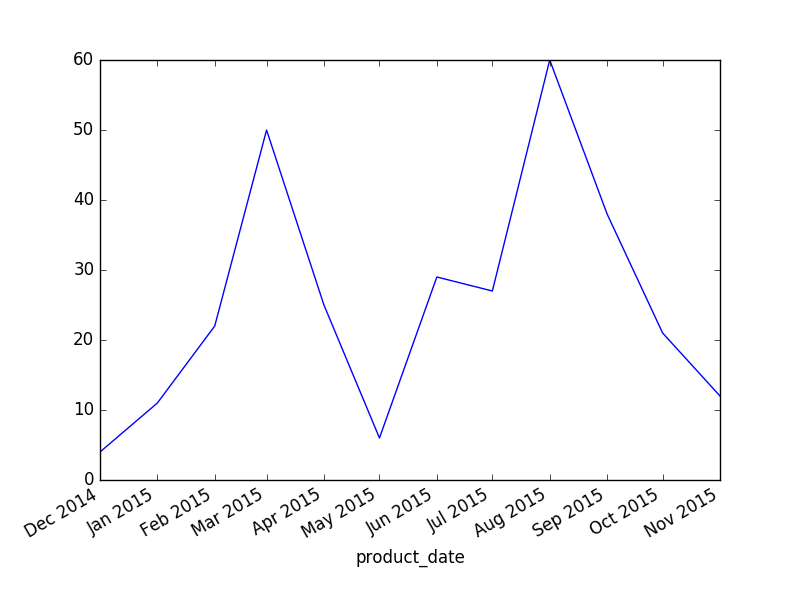 60
50
40
30
20
10
0
Dec 2014
Jan 2015
Feb 2015
Mar 2015
Apr 2015
May 2015
Jun 2015
Jul 2015
Aug 2015
Sep 2015
Oct 2015
Nov 2015
product_date